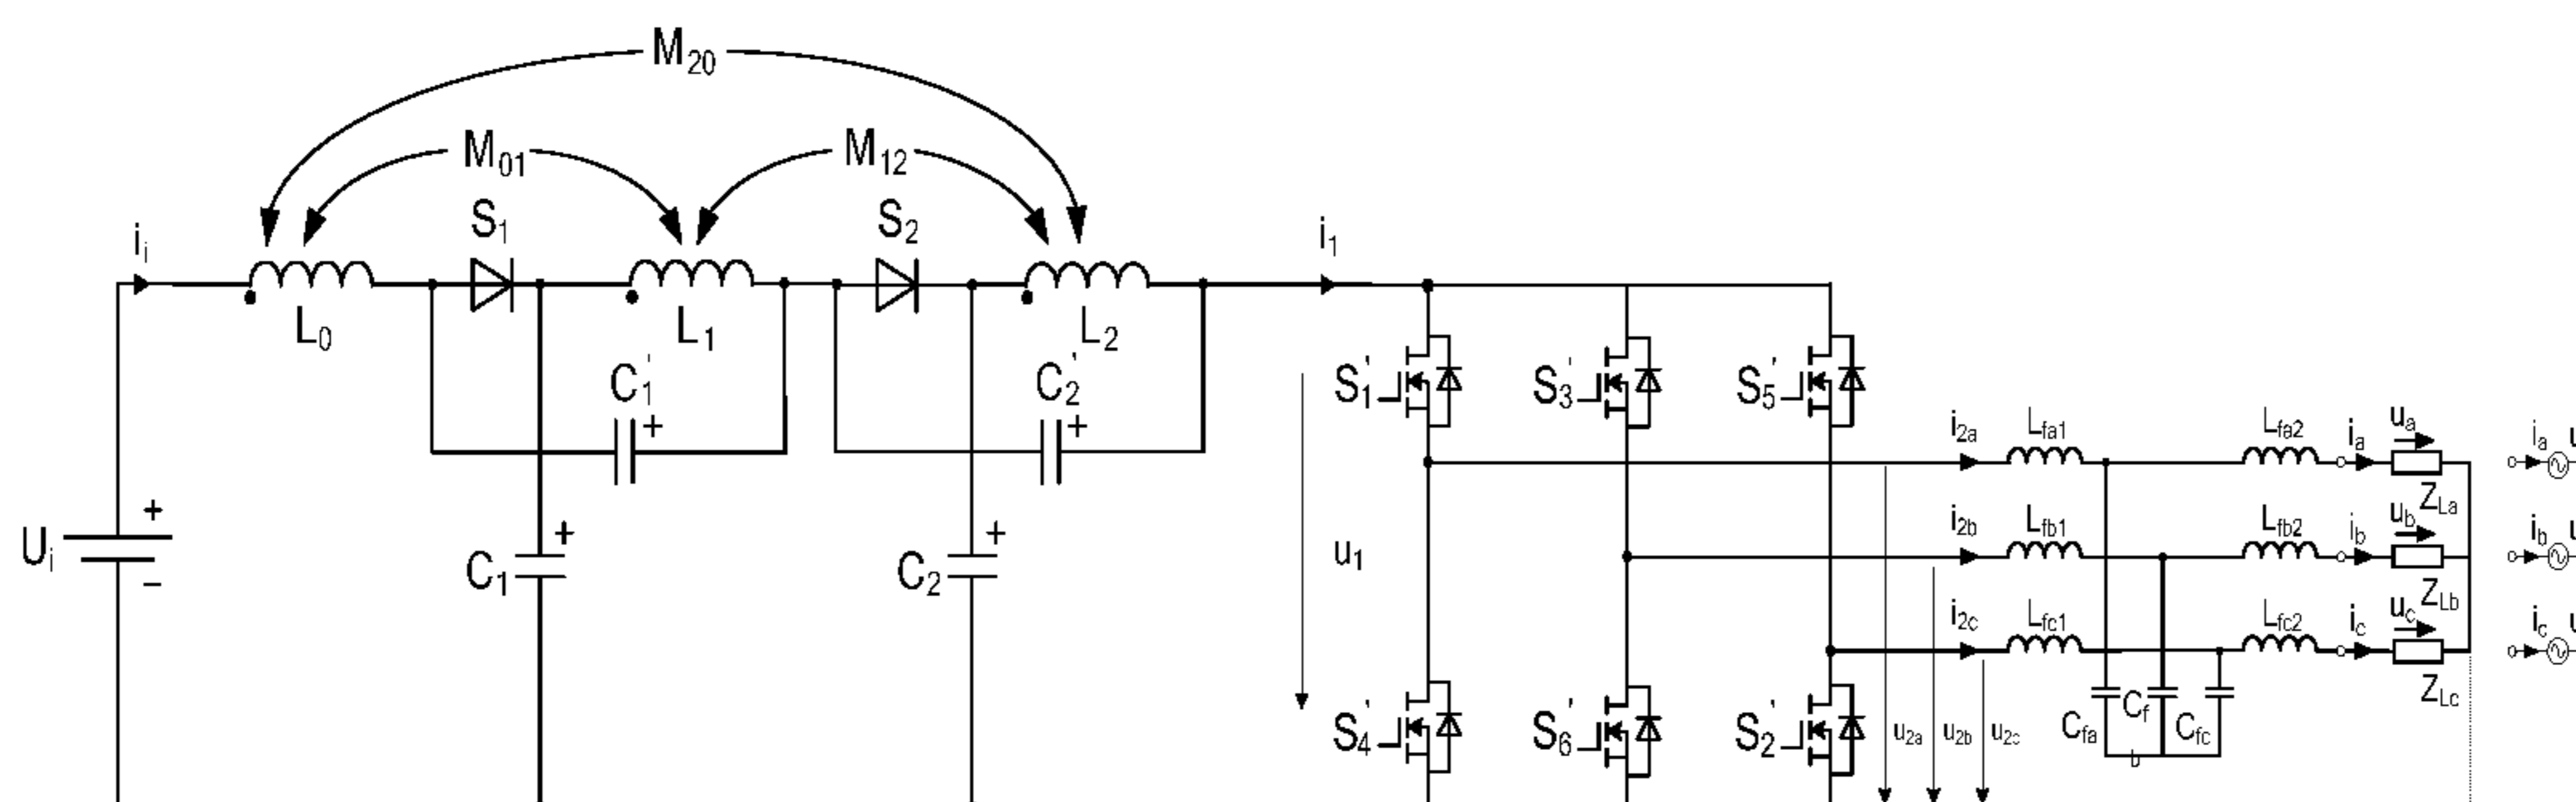 M20
M01
M12
S1
S2
ii
i1
L0
L1
L2
C1'
C2'
+
+
S1'
S3'
S5'
i2a
Lfa1
Lfa2
ia
ua
ia
u
ZLa
Ui
+
−
C1
+
C2
+
u1
i2b
Lfb1
Lfb2
ib
ub
ib
u
ZLb
i2c
Lfc1
Lfc2
ic
uc
ic
u
ZLc
S4'
S6'
S2'
u2a
u2b
u2c
Cfa
Cf
b
Cfc